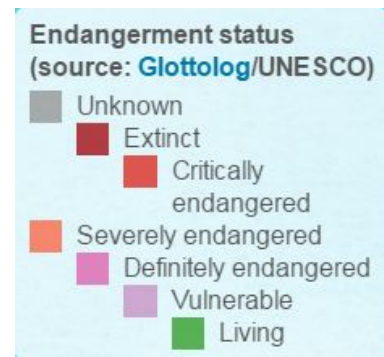 Endangerment status
(source: Glottolog/UNESCO)
Unknown
Extinct
Critically
endangered
Severely endangered
Definitely endangered
Vulnerable
Living